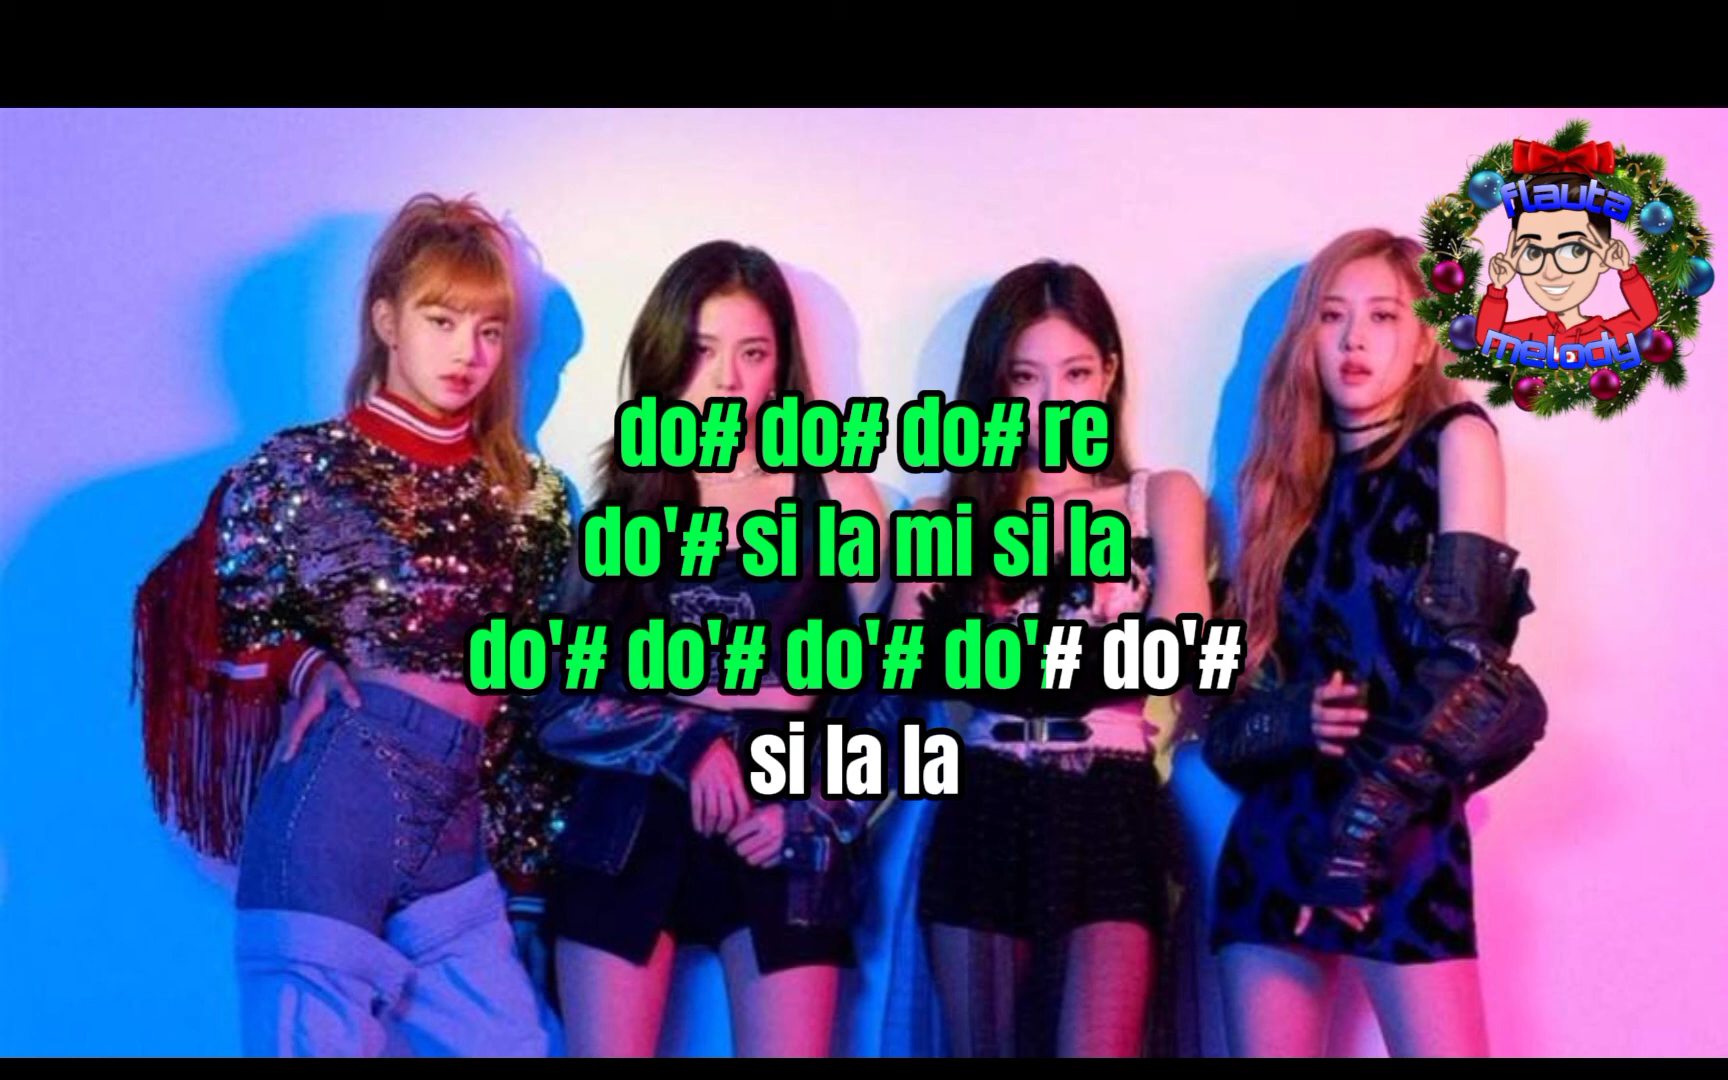 flauta
melody
do# do# do# re
do'# si la mi si la
do'# do'# do'# do'# do'#
si la la